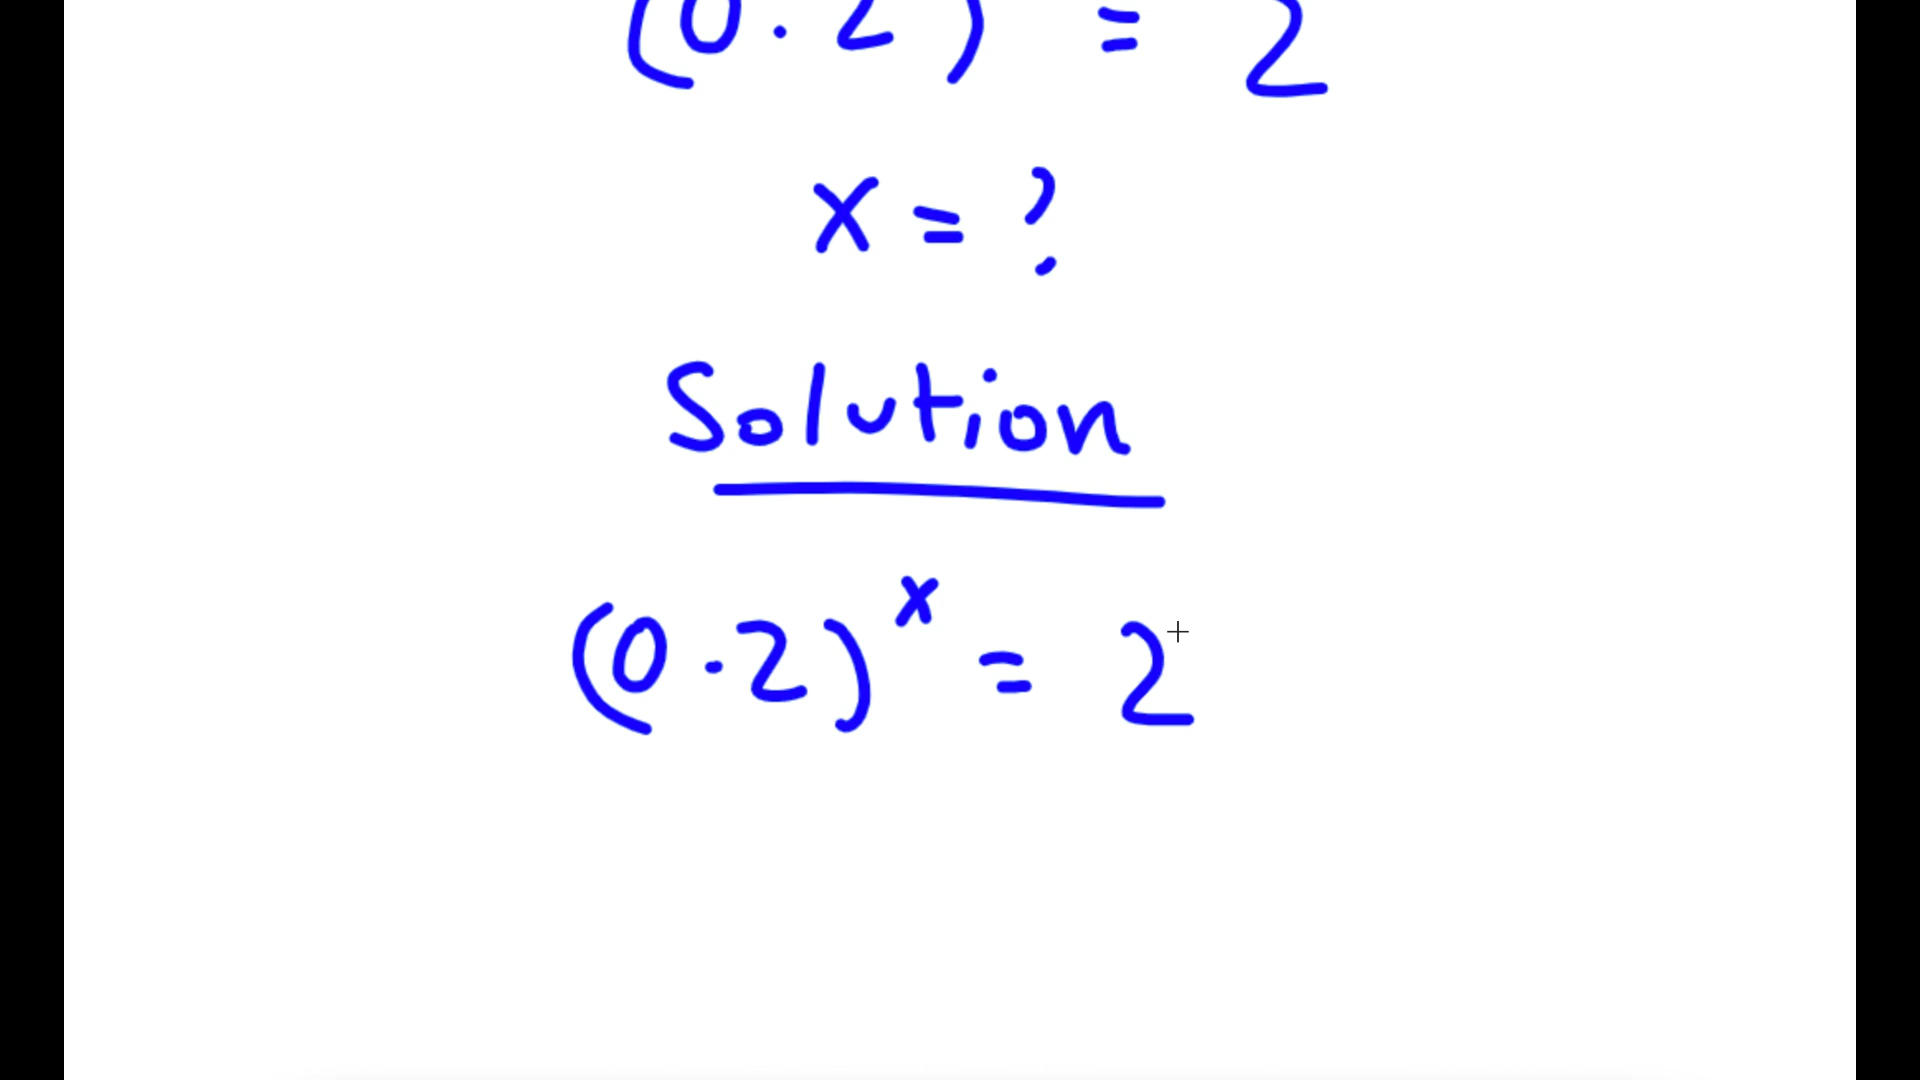 (0.2) = 2
x = ?
Solution
(0.2)^x = 2